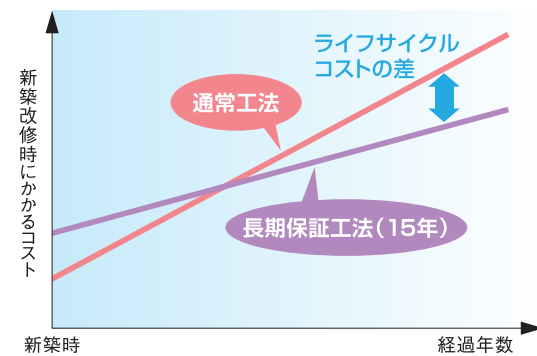 ライフサイクル
コストの差
通常工法
新築改修時にかかるコスト
長期保証工法（15年）
新築時
経過年数